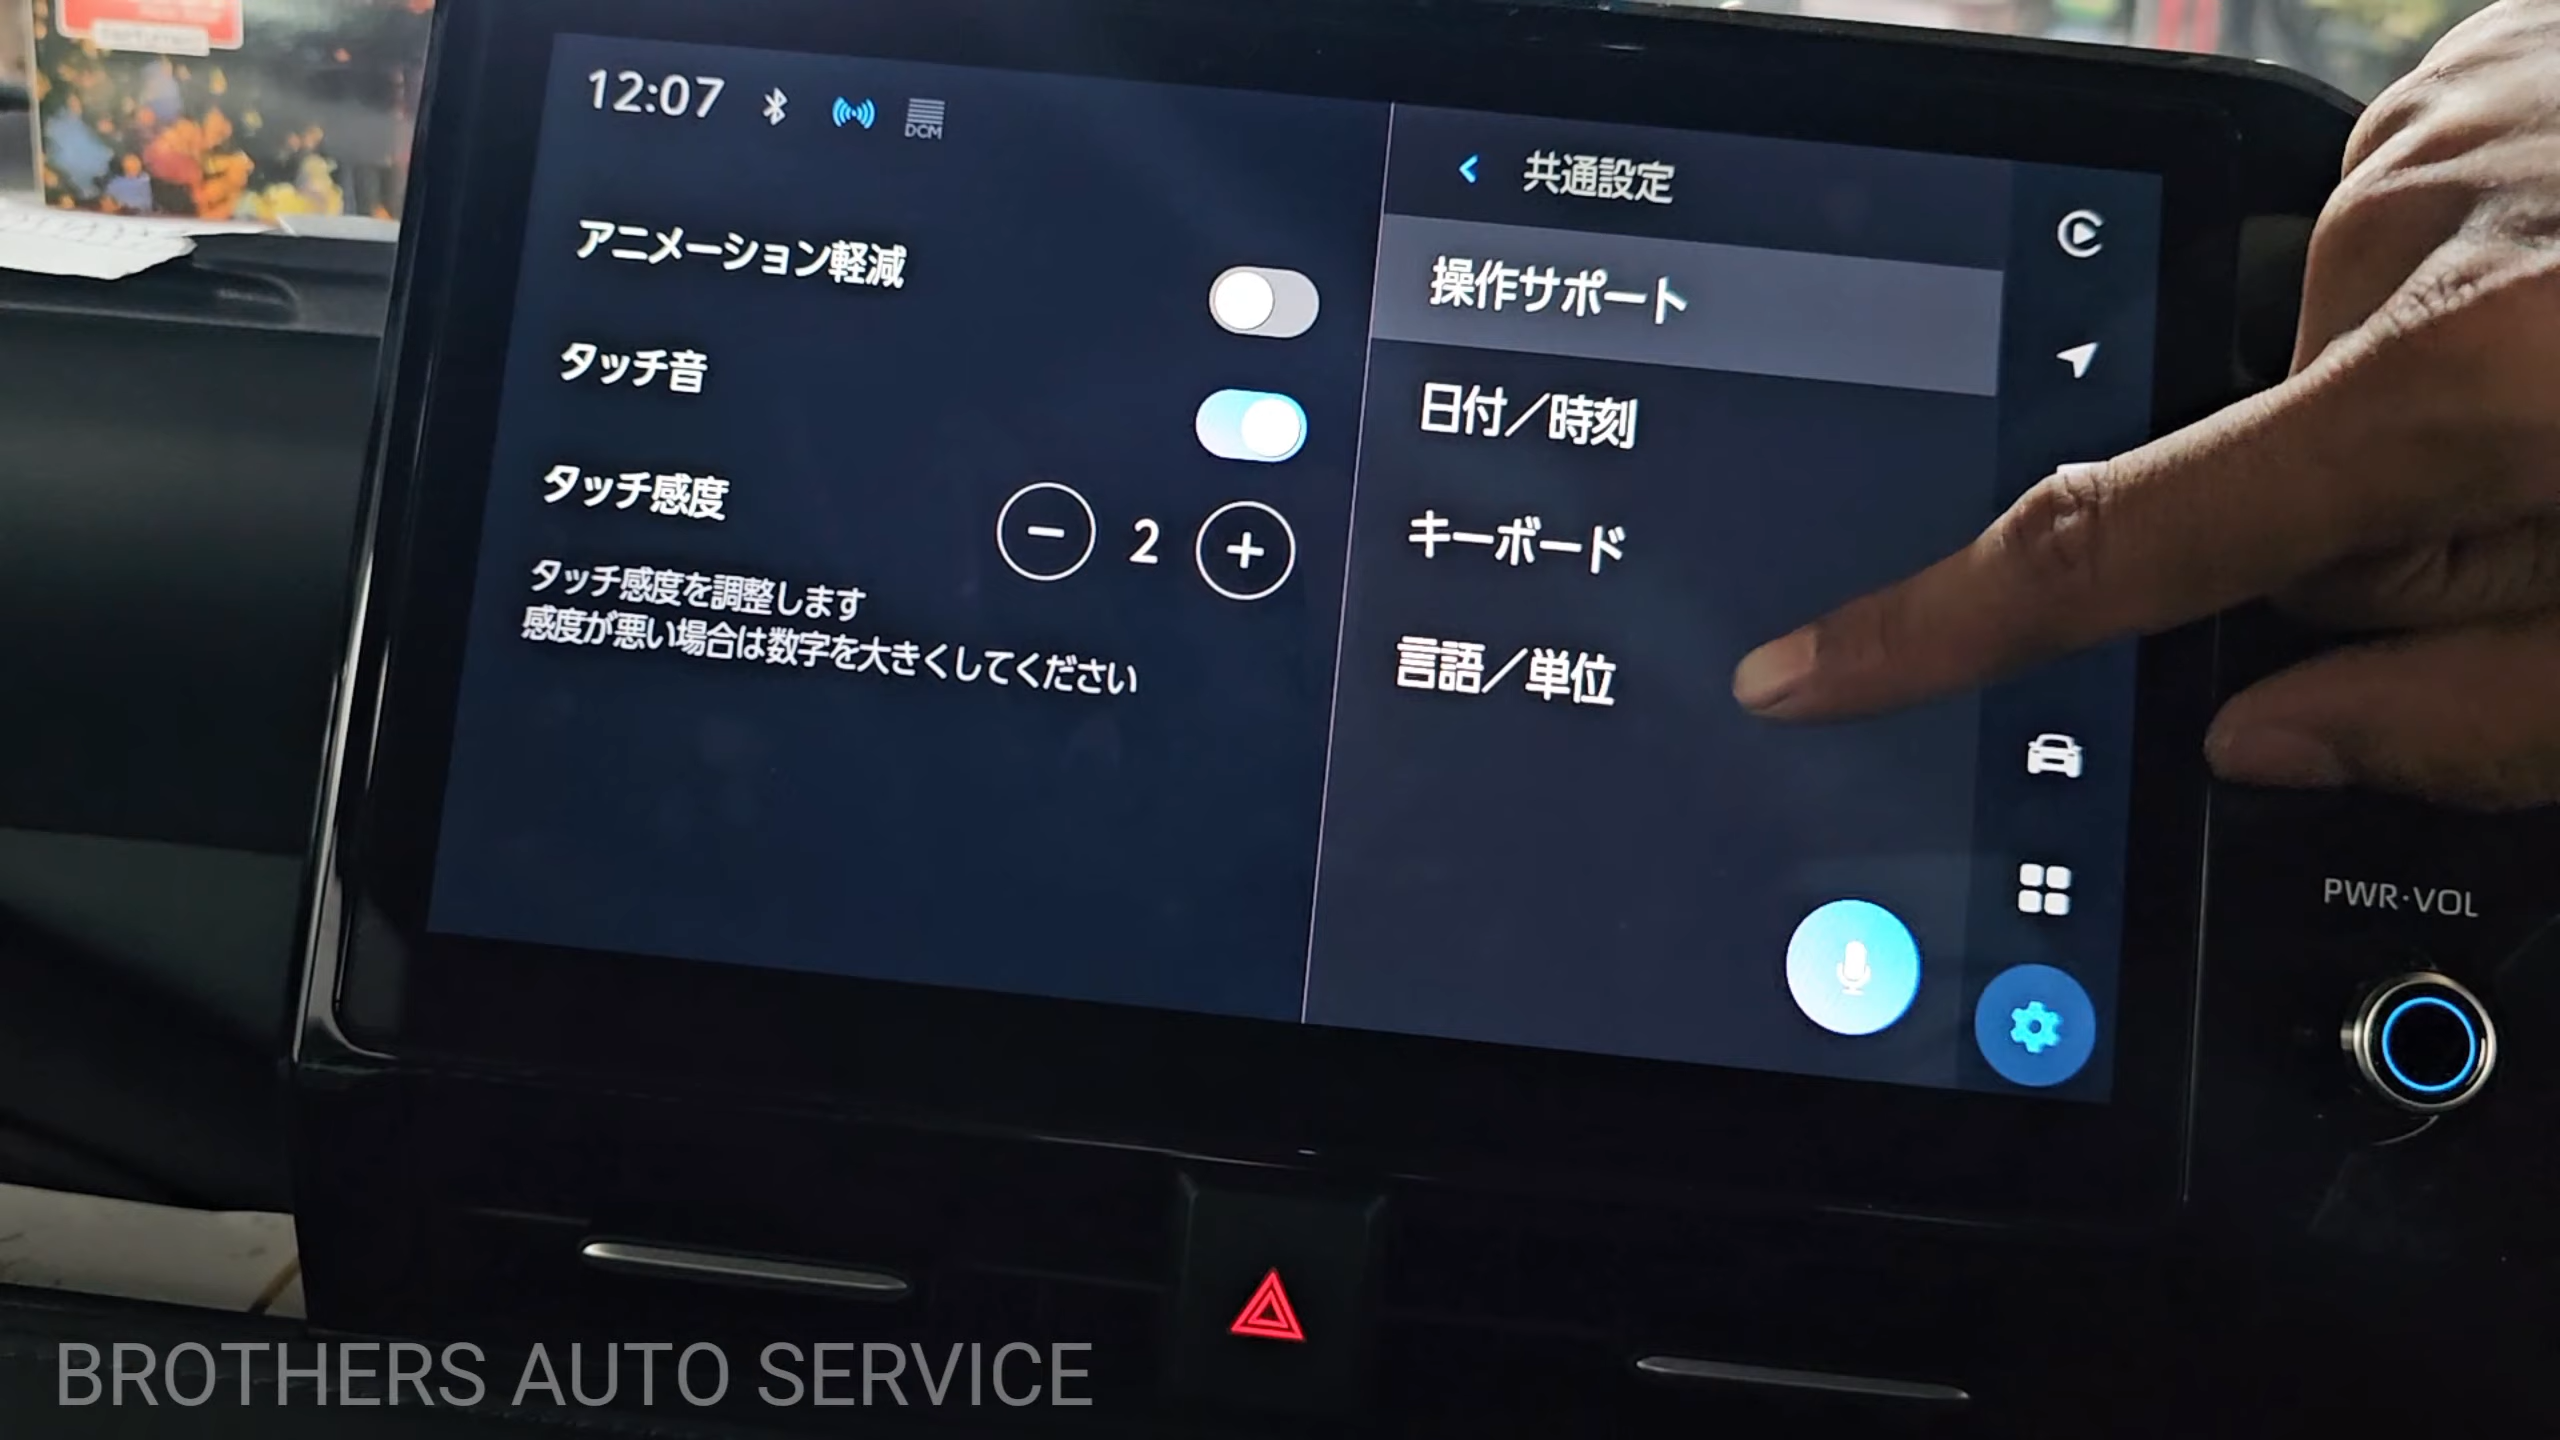 12:07
DCM
アニメーション軽減
タッチ音
タッチ感度
2
タッチ感度を調整します
感度が悪い場合は数字を大きくしてください
共通設定
操作サポート
日付／時刻
キーボード
言語／単位
PWR·VOL
BROTHERS AUTO SERVICE